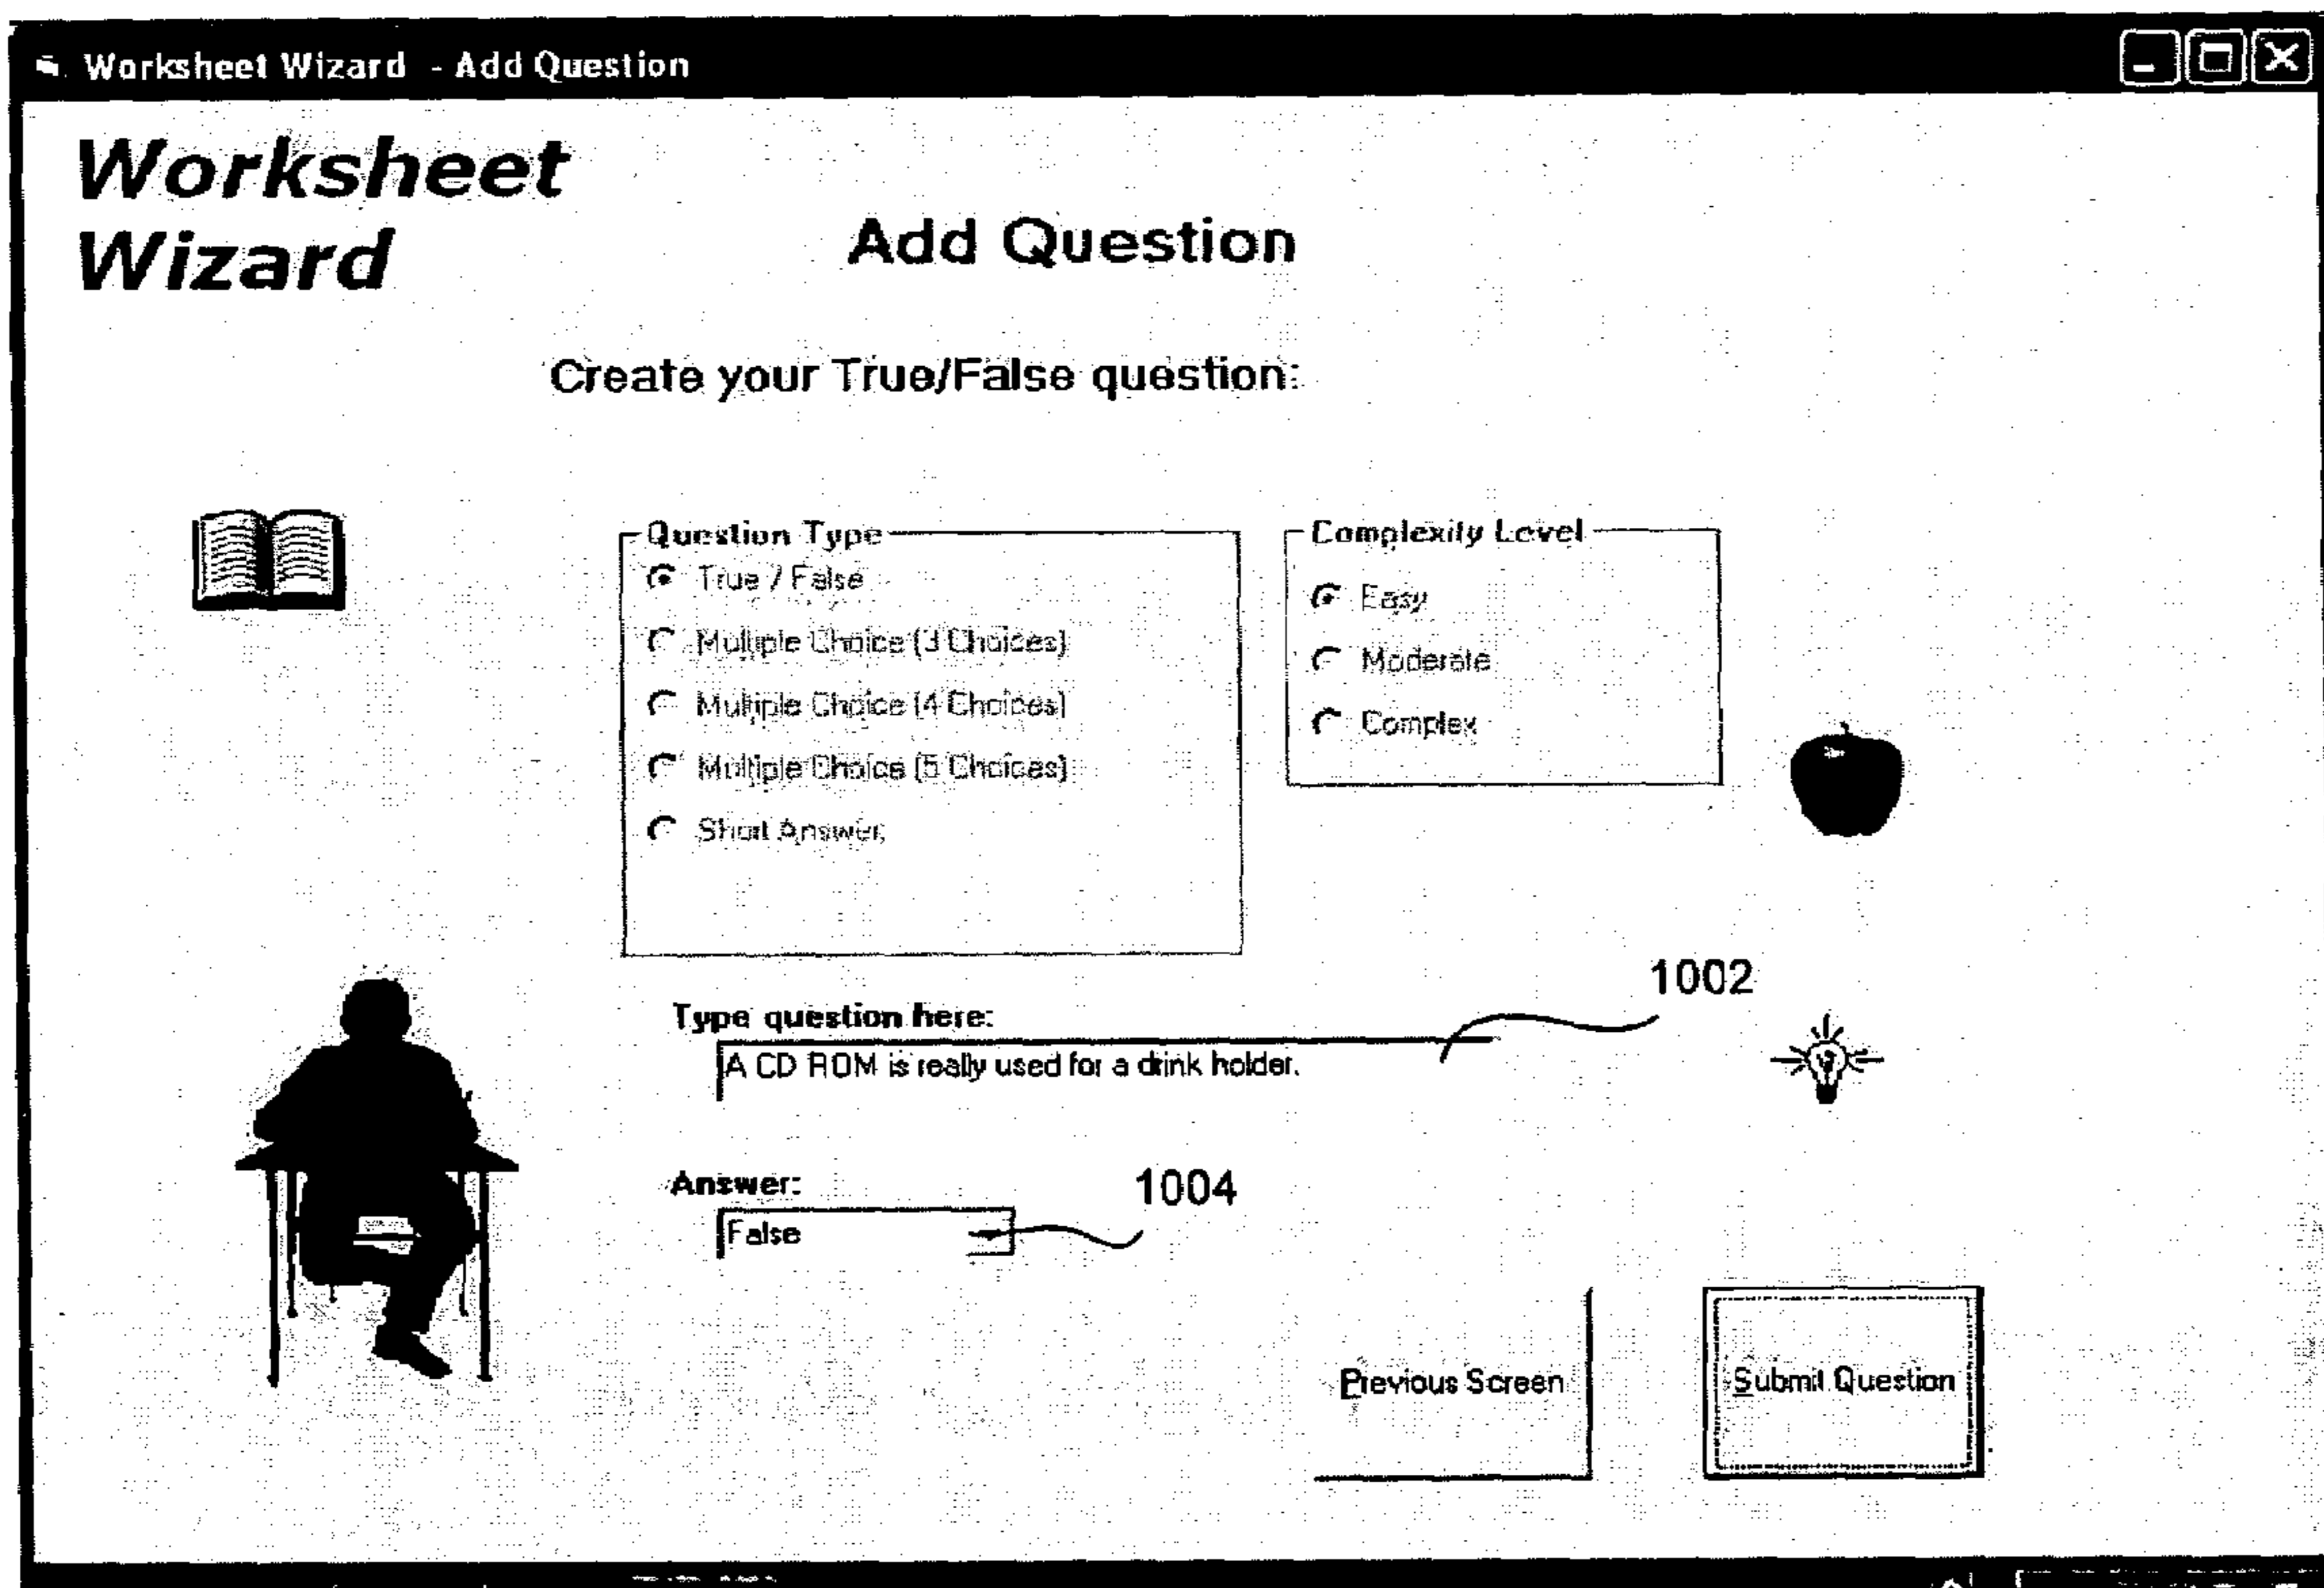 Worksheet Wizard - Add Question
Worksheet
Wizard
Add Question
Create your True/False question:
Question Type
True / False
Multiple Choice (3 Choices)
Multiple Choice (4 Choices)
Multiple Choice (5 Choices)
Short Answer
Complexity Level
Easy
Moderate
Complex
1002
Type question here:
A CD ROM is really used for a drink holder.
Answer:
1004
False
Previous Screen
Submit Question